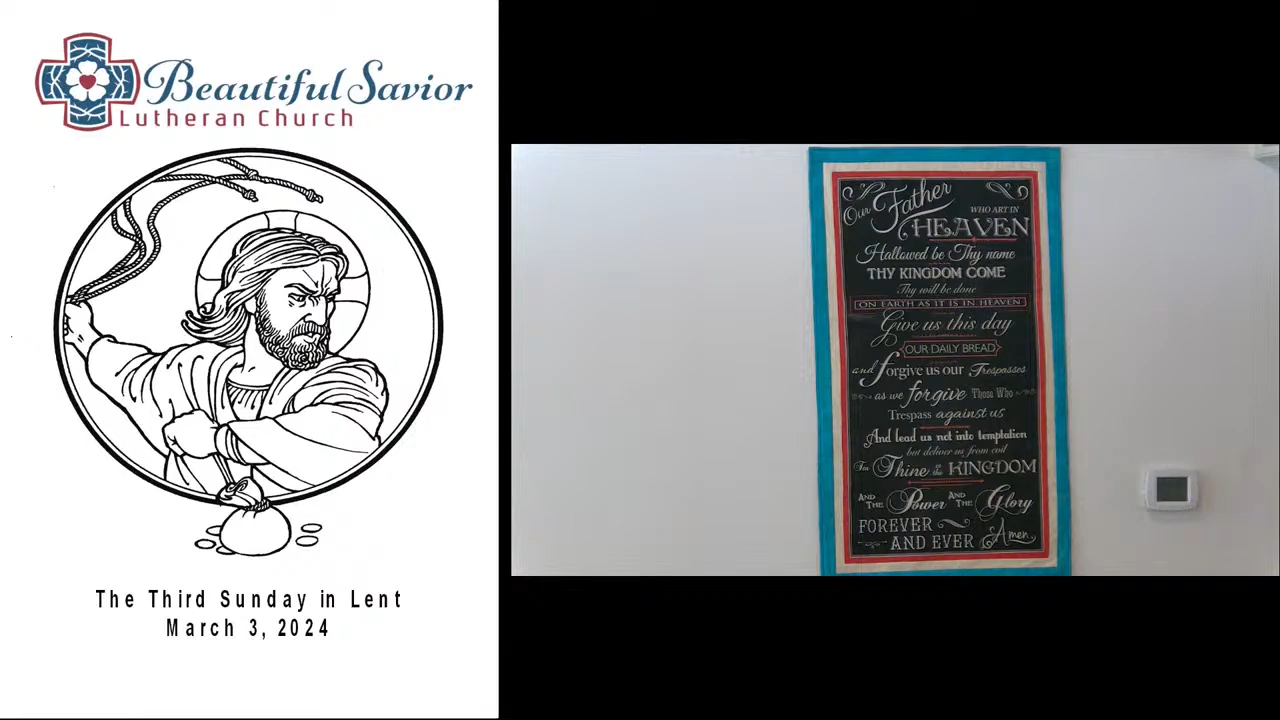 Beautiful Savior
Lutheran Church
The Third Sunday in Lent
March 3, 2024
Our Father WHO ART IN
HEAVEN
Hallowed be Thy name
THY KINGDOM COME
Thy will be done
ON EARTH AS IT IS IN HEAVEN
Give us this day
OUR DAILY BREAD
and forgive us our Trespasses
as we forgive Those Who
Trespass against us
And lead us not into temptation
but deliver us from evil
For Thine is the KINGDOM
AND THE Power AND THE Glory
FOREVER
AND EVER Amen